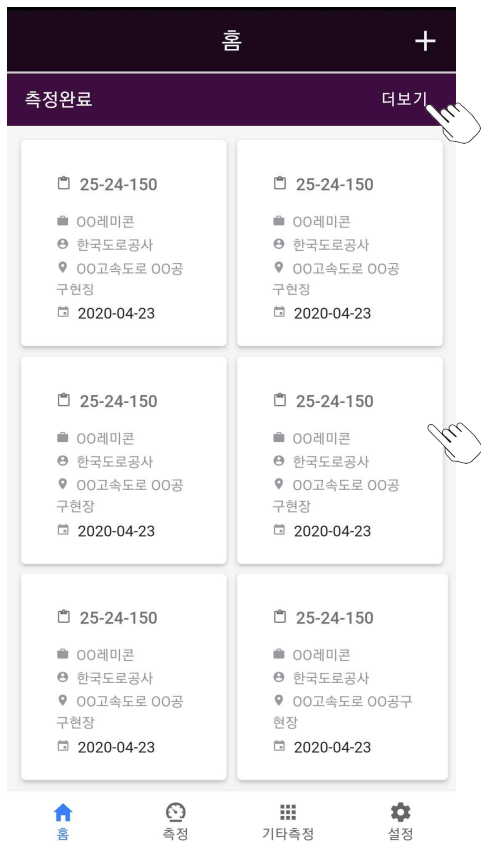 홈
측정완료 더보기
25-24-150
OO레미콘
한국도로공사
OO고속도로 OO공
구현장
2020-04-23
25-24-150
OO레미콘
한국도로공사
OO고속도로 OO공
구현장
2020-04-23
25-24-150
OO레미콘
한국도로공사
OO고속도로 OO공
구현장
2020-04-23
25-24-150
OO레미콘
한국도로공사
OO고속도로 OO공
구현장
2020-04-23
25-24-150
OO레미콘
한국도로공사
OO고속도로 OO공
구현장
2020-04-23
25-24-150
OO레미콘
한국도로공사
OO고속도로 OO공구
현장
2020-04-23
홈 측정 기타측정 설정